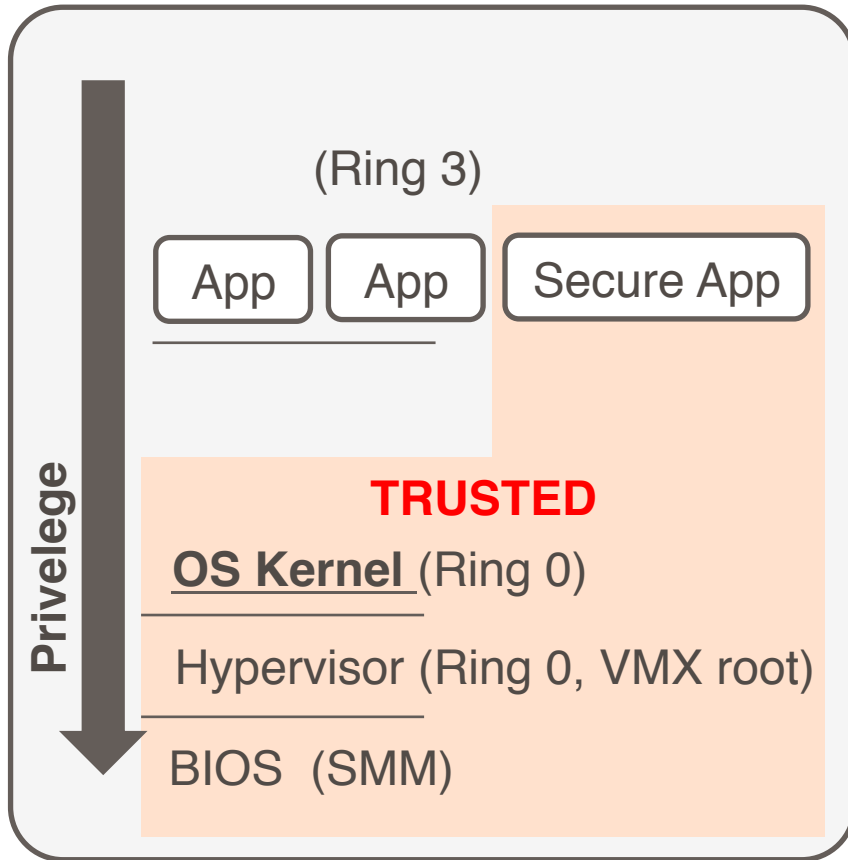 (Ring 3)
App App Secure App
TRUSTED
OS Kernel (Ring 0)
Hypervisor (Ring 0, VMX root)
BIOS (SMM)
Privelege